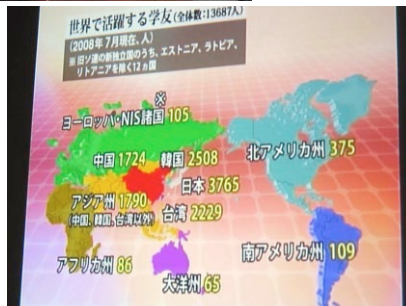 世界で活躍する学友(全体数:13687人)
(2008年 7月現在、人)
※ 旧ソ連の新独立国のうち、エストニア、ラトビア、
リトアニアを除く12ヵ国
※
ヨーロッパ・NIS諸国 105
中国 1724 韓国 2508
北アメリカ州 375
日本 3765
アジア州 1790
(中国、韓国、台湾以外)
台湾 2229
アフリカ州 86
大洋州 65
南アメリカ州 109